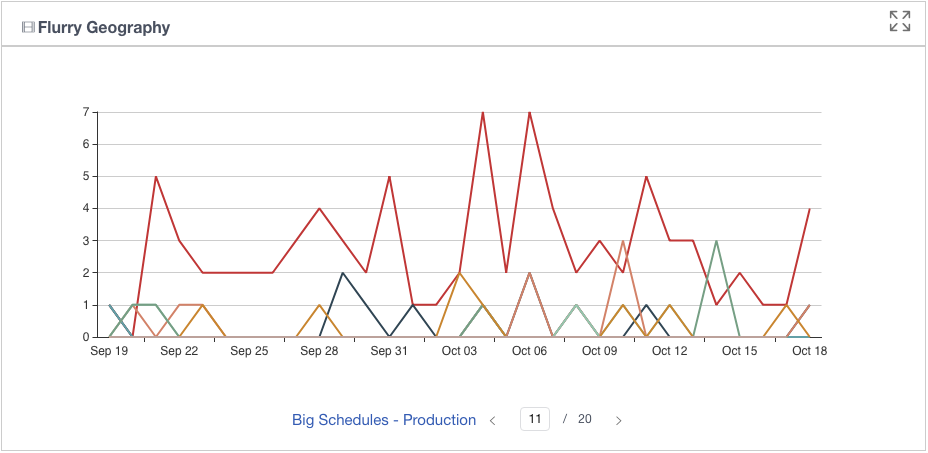 Flurry Geography
7
6
5
4
3
2
1
0
Sep 19 Sep 22 Sep 25 Sep 28 Sep 31 Oct 03 Oct 06 Oct 09 Oct 12 Oct 15 Oct 18
Big Schedules - Production < 11 / 20 >